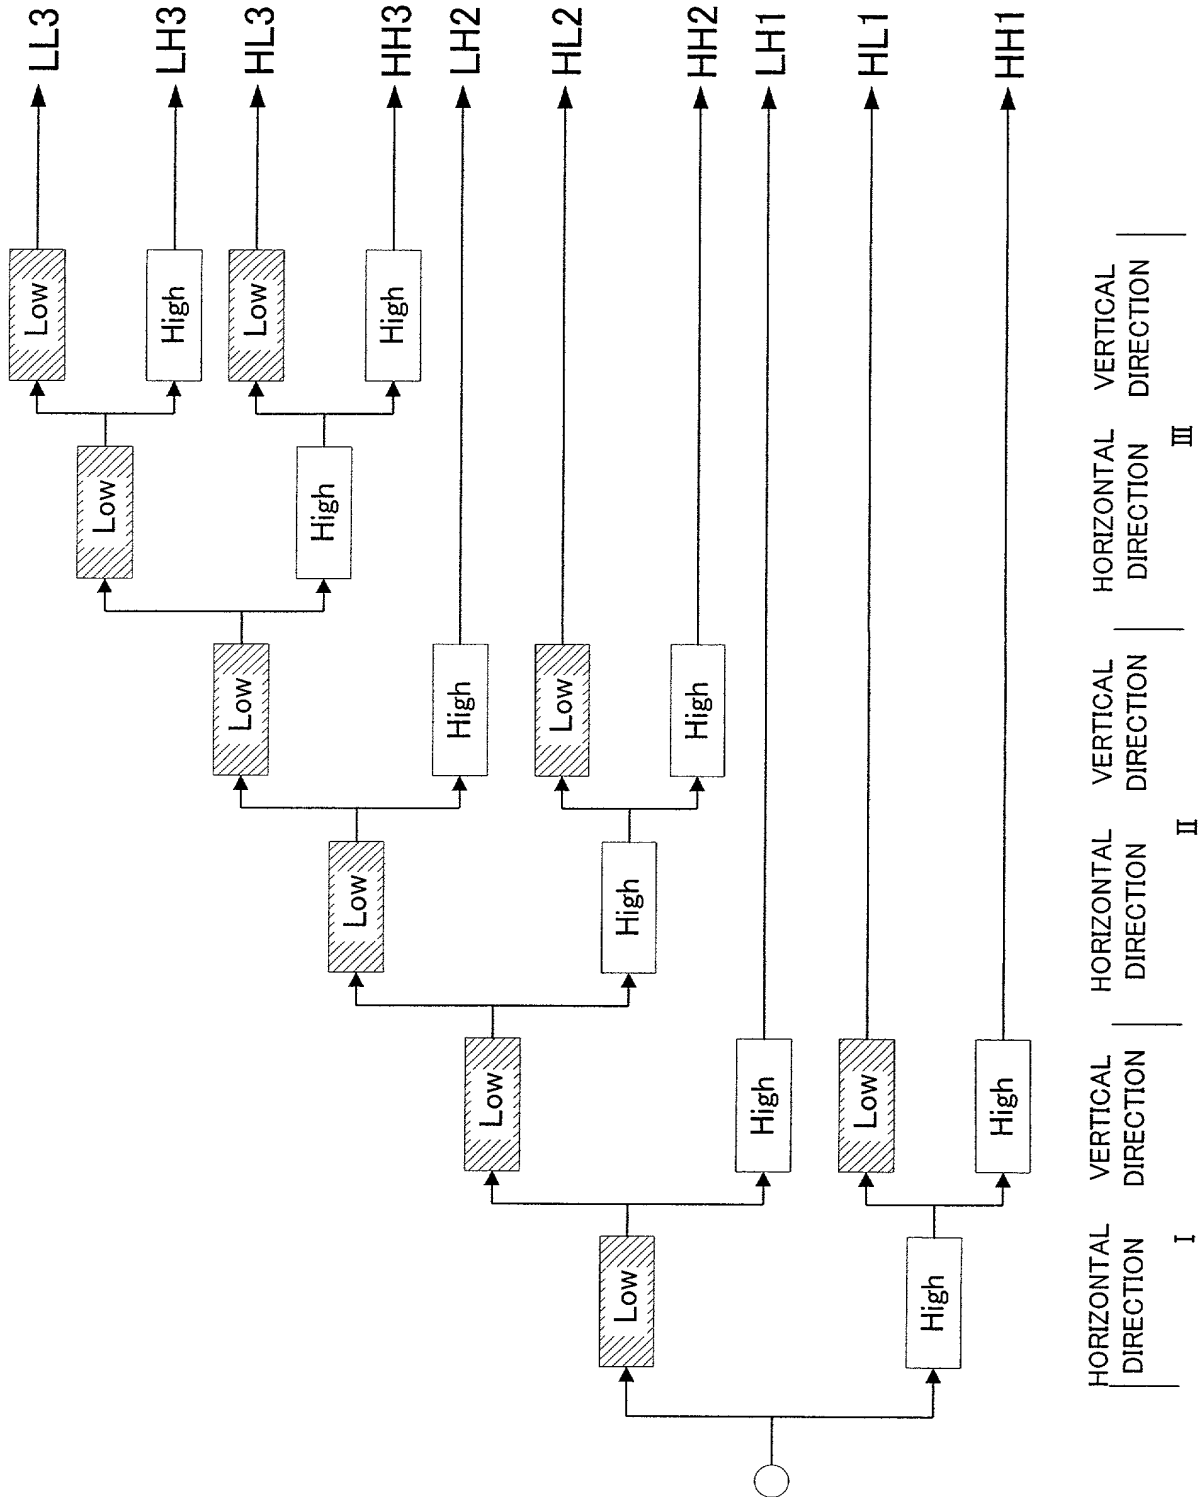 LL3
LH3
HL3
HH3
LH2
HL2
HH2
LH1
HL1
HH1
Low
High
Low
High
Low
High
Low
High
Low
High
Low
High
Low
High
Low
High
Low
High
HORIZONTAL
DIRECTION
VERTICAL
DIRECTION
I
HORIZONTAL
DIRECTION
VERTICAL
DIRECTION
II
HORIZONTAL
DIRECTION
VERTICAL
DIRECTION
III